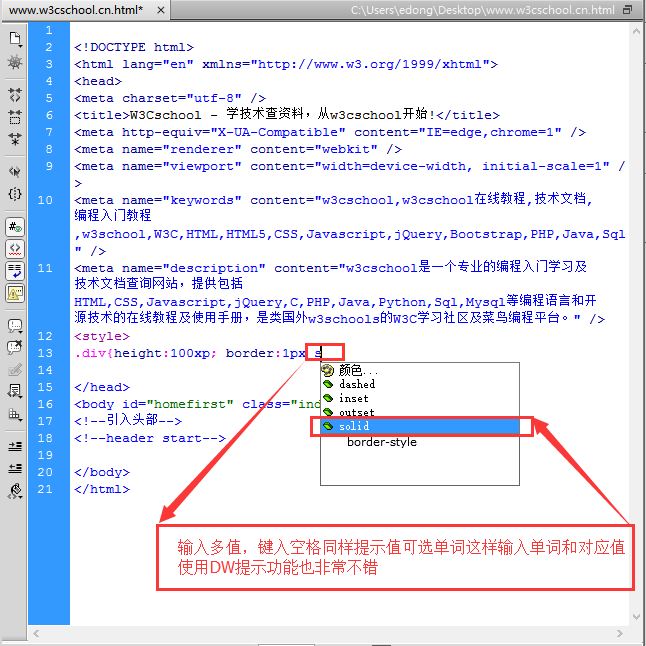 www.w3cschool.cn.html* ×
C:\Users\edong\Desktop\www.w3cschool.cn.html
1
2 <!DOCTYPE html>
3 <html lang="en" xmlns="http://www.w3.org/1999/xhtml">
4 <head>
5 <meta charset="utf-8" />
6 <title>W3Cschool - 学技术查资料，从w3cschool开始!</title>
7 <meta http-equiv="X-UA-Compatible" content="IE=edge,chrome=1" />
8 <meta name="renderer" content="webkit" />
9 <meta name="viewport" content="width=device-width, initial-scale=1" /
>
10 <meta name="keywords" content="w3cschool,w3cschool在线教程,技术文档,
编程入门教程
,w3school,W3C,HTML,HTML5,CSS,Javascript,jQuery,Bootstrap,PHP,Java,Sql
" />
11 <meta name="description" content="w3cschool是一个专业的编程入门学习及
技术文档查询网站，提供包括
HTML,CSS,Javascript,jQuery,C,PHP,Java,Python,Sql,Mysql等编程语言和开
源技术的在线教程及使用手册，是类国外w3schools的W3C学习社区及菜鸟编程平台。" />
12 <style>
13 .div{height:100xp; border:1px s
颜色...
14
dashed
15 </head>
inset
16 <body id="homefirst" class="ind
outset
17 <!--引入头部-->
solid
18 <!--header start-->
border-style
19
20 </body>
21 </html>
输入多值，键入空格同样提示值可选单词这样输入单词和对应值
使用DW提示功能也非常不错